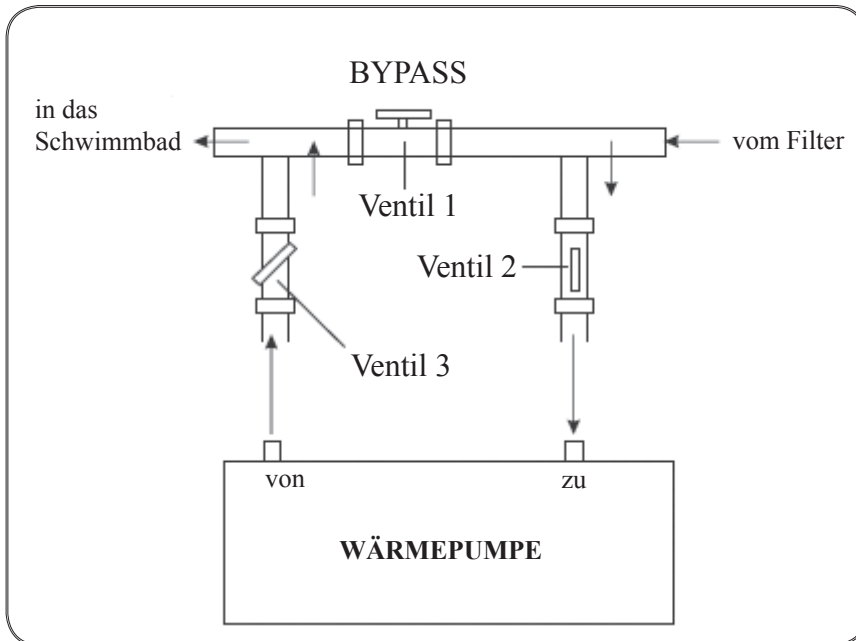 BYPASS
in das
Schwimmbad
vom Filter
Ventil 1
Ventil 2
Ventil 3
von
zu
WÄRMEPUMPE